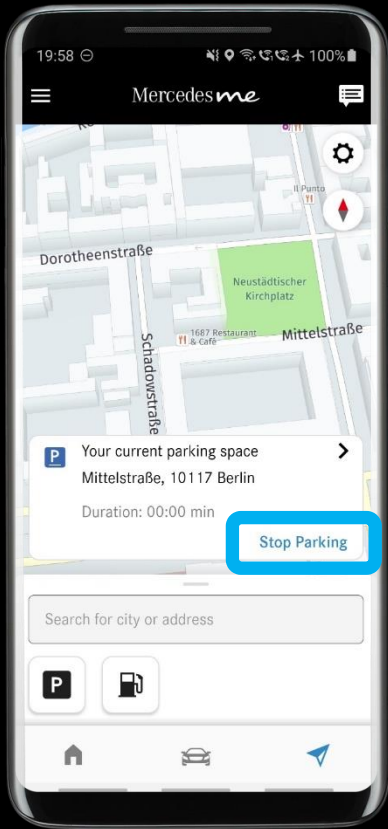 19:58
100%
Mercedes me
Il Punto
Dorotheenstraße
Neustädtischer
Kirchplatz
1687 Restaurant
& Café
Mittelstraße
Schadowstraße
P
Your current parking space
Mittelstraße, 10117 Berlin
Duration: 00:00 min
Stop Parking
Search for city or address
P